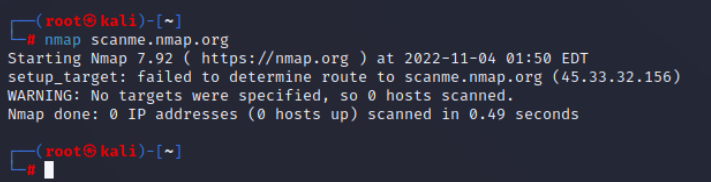 ┌──(root㉿kali)-[~]
└─# nmap scanme.nmap.org
Starting Nmap 7.92 ( https://nmap.org ) at 2022-11-04 01:50 EDT
setup_target: failed to determine route to scanme.nmap.org (45.33.32.156)
WARNING: No targets were specified, so 0 hosts scanned.
Nmap done: 0 IP addresses (0 hosts up) scanned in 0.49 seconds
┌──(root㉿kali)-[~]
└─#